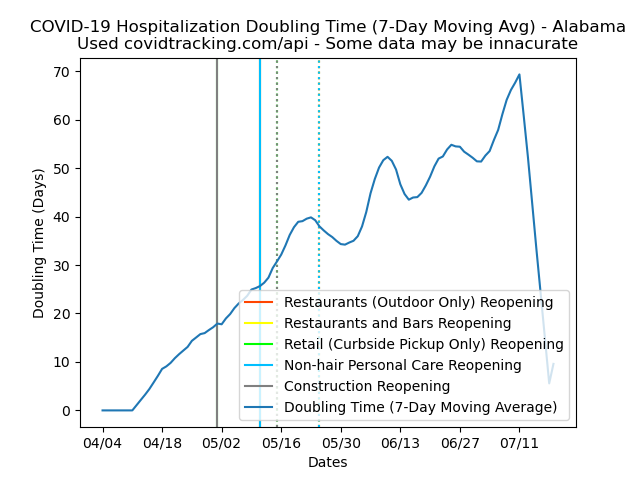 COVID-19 Hospitalization Doubling Time (7-Day Moving Avg) - Alabama
Used covidtracking.com/api - Some data may be innacurate
Doubling Time (Days)
70
60
50
40
30
20
10
0
Restaurants (Outdoor Only) Reopening
Restaurants and Bars Reopening
Retail (Curbside Pickup Only) Reopening
Non-hair Personal Care Reopening
Construction Reopening
Doubling Time (7-Day Moving Average)
04/04 04/18 05/02 05/16 05/30 06/13 06/27 07/11
Dates